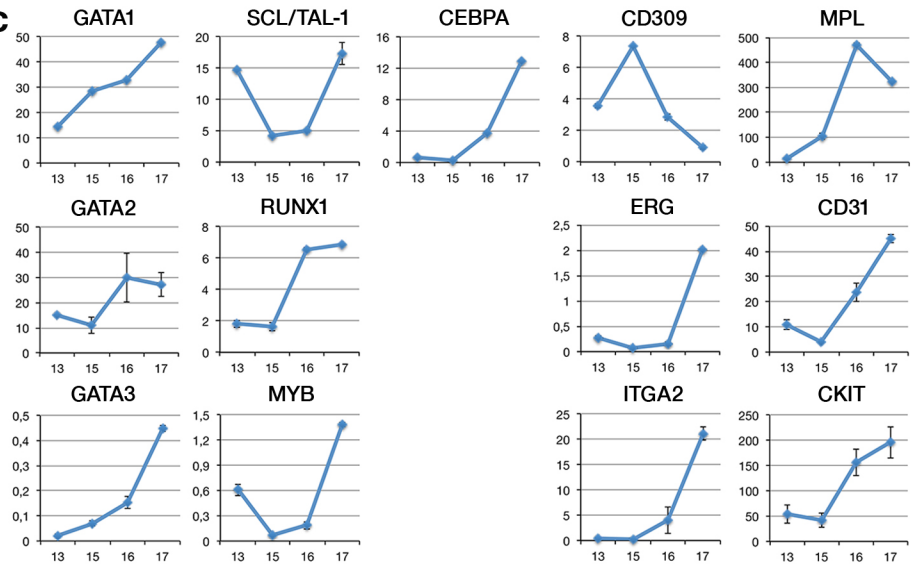 C
GATA1 SCL/TAL-1 CEBPA CD309 MPL
50 40 30 20 10 0
13 15 16 17
20 15 10 5 0
13 15 16 17
16 12 8 4 0
13 15 16 17
8 6 4 2 0
13 15 16 17
500 400 300 200 100 0
13 15 16 17
GATA2 RUNX1 ERG CD31
50 40 30 20 10 0
13 15 16 17
8 6 4 2 0
13 15 16 17
2,5 2 1,5 1 0,5 0
13 15 16 17
50 40 30 20 10 0
13 15 16 17
GATA3 MYB ITGA2 CKIT
0,5 0,4 0,3 0,2 0,1 0
13 15 16 17
1,5 1,2 0,9 0,6 0,3 0
13 15 16 17
25 20 15 10 5 0
13 15 16 17
250 200 150 100 50 0
13 15 16 17